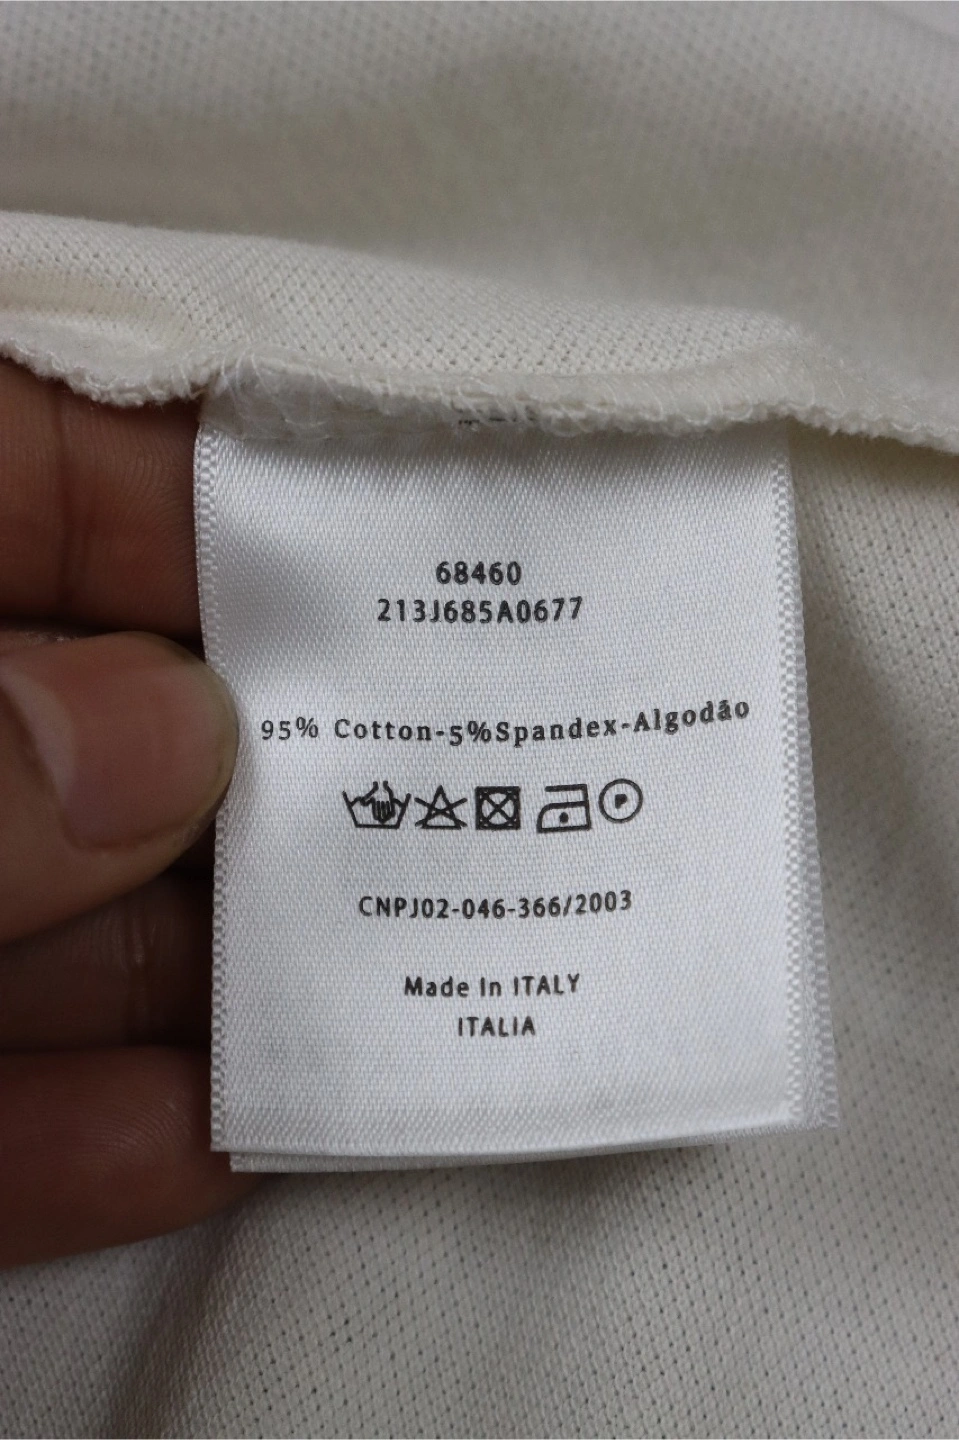 68460
213J685A0677
95% Cotton-5%Spandex-Algodão
P
CNPJ02-046-366/2003
Made In ITALY
ITALIA